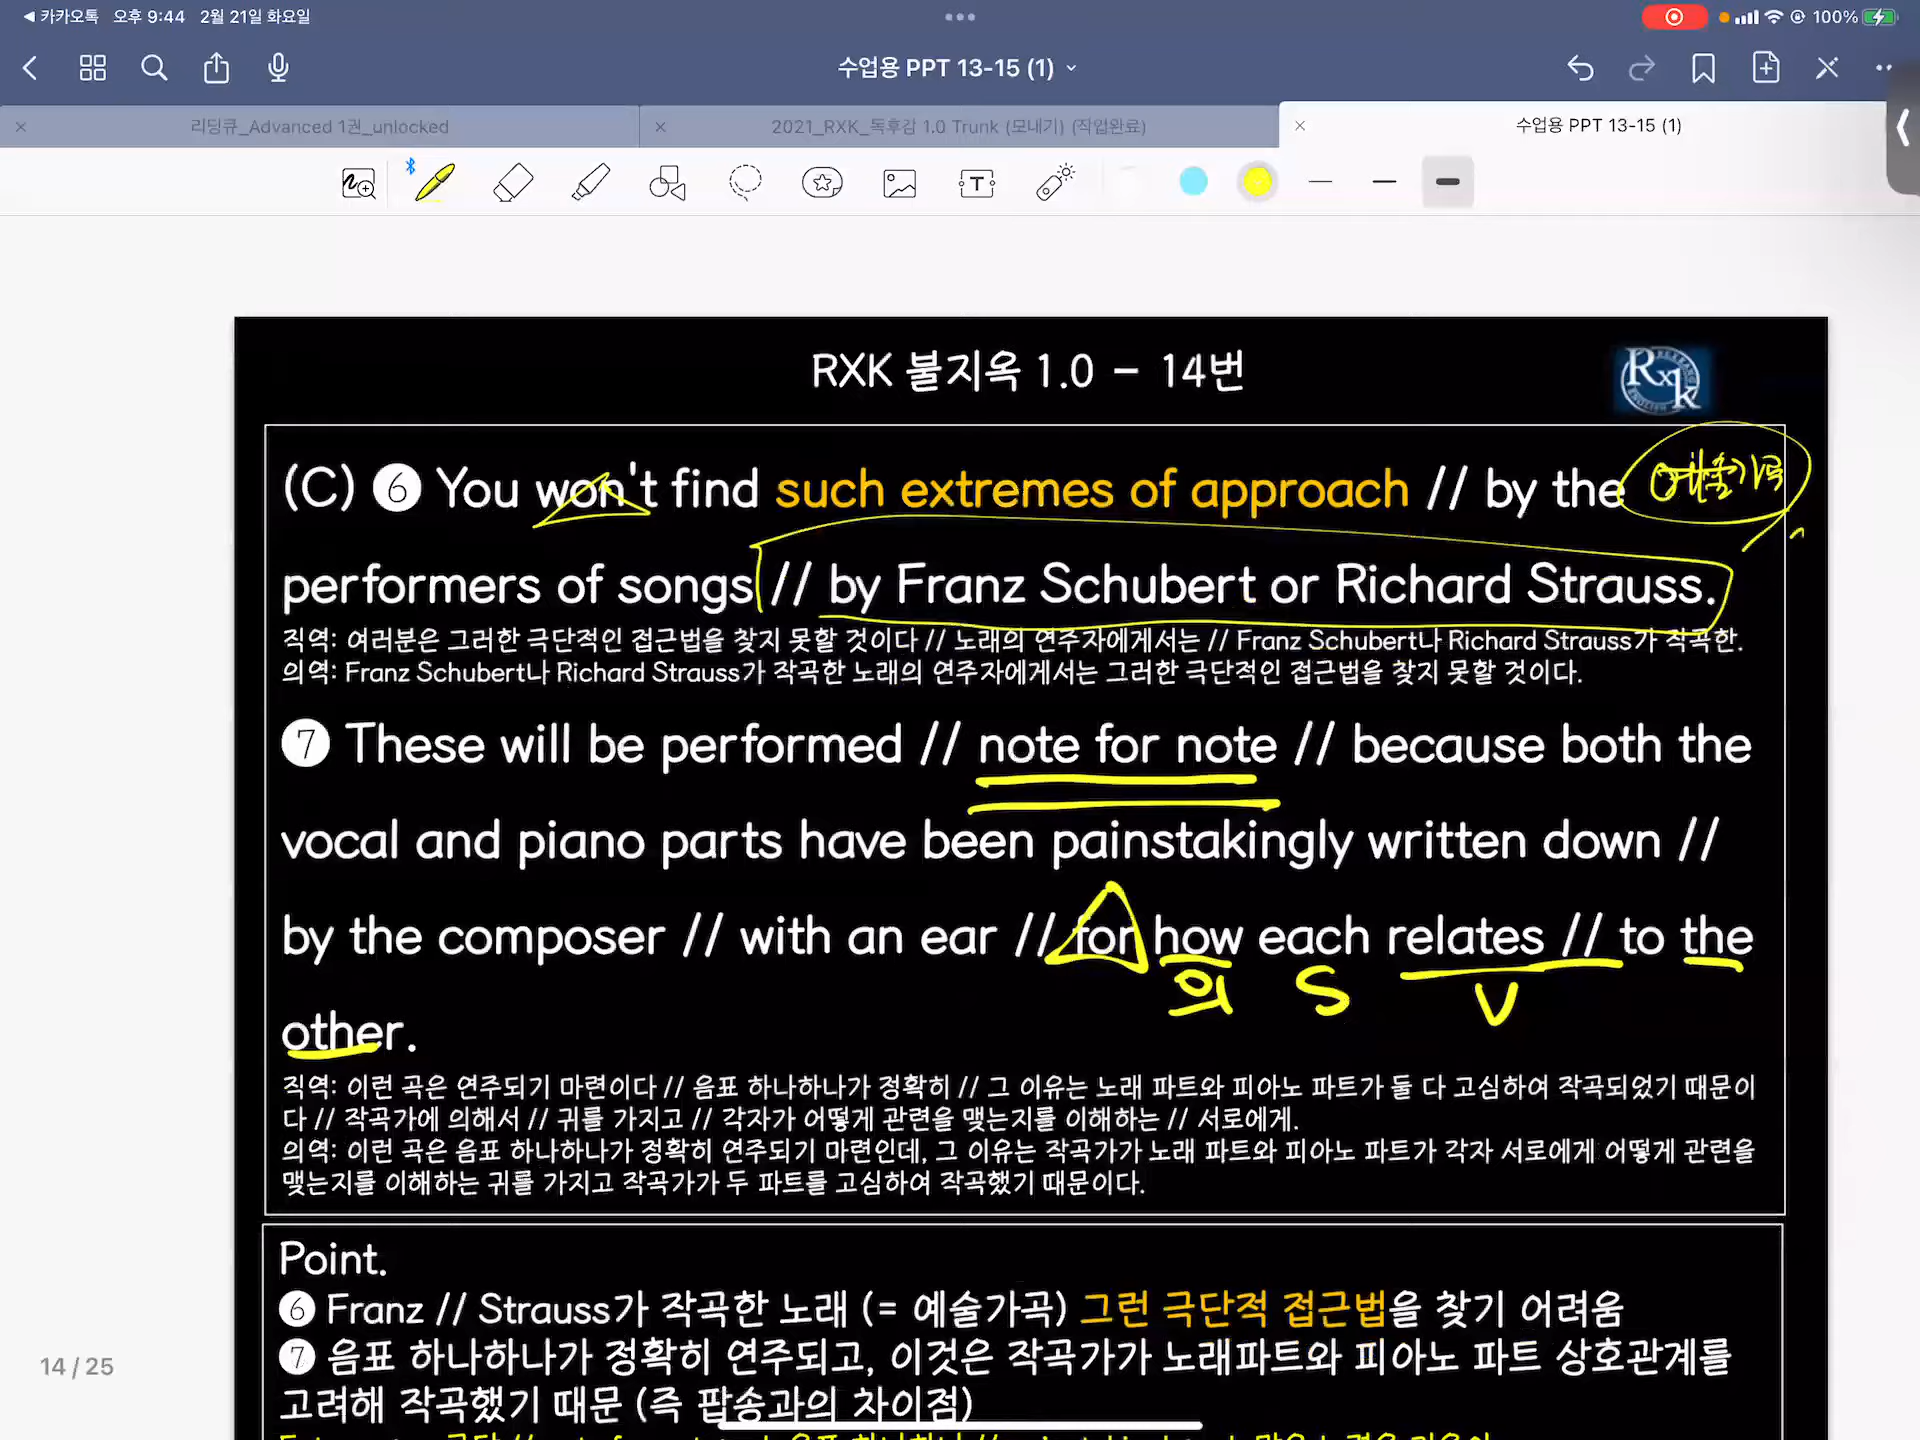 카카오톡 오후 9:44 2월 21일 화요일
100%
수업용 PPT 13-15 (1)
리딩큐_Advanced 1권_unlocked
2021_RXK_독후감 1.0 Trunk (모내기) (작업완료)
수업용 PPT 13-15 (1)
RXK 불지옥 1.0 – 14번
RxK
(C) ❻ You won't find such extremes of approach // by the 예술가곡
performers of songs // by Franz Schubert or Richard Strauss.
직역: 여러분은 그러한 극단적인 접근법을 찾지 못할 것이다 // 노래의 연주자에게서는 // Franz Schubert나 Richard Strauss가 작곡한.
의역: Franz Schubert나 Richard Strauss가 작곡한 노래의 연주자에게서는 그러한 극단적인 접근법을 찾지 못할 것이다.
❼ These will be performed // note for note // because both the
vocal and piano parts have been painstakingly written down //
by the composer // with an ear // for how each relates // to the
의 S V
other.
직역: 이런 곡은 연주되기 마련이다 // 음표 하나하나가 정확히 // 그 이유는 노래 파트와 피아노 파트가 둘 다 고심하여 작곡되었기 때문이
다 // 작곡가에 의해서 // 귀를 가지고 // 각자가 어떻게 관련을 맺는지를 이해하는 // 서로에게.
의역: 이런 곡은 음표 하나하나가 정확히 연주되기 마련인데, 그 이유는 작곡가가 노래 파트와 피아노 파트가 각자 서로에게 어떻게 관련을
맺는지를 이해하는 귀를 가지고 작곡가가 두 파트를 고심하여 작곡했기 때문이다.
Point.
❻ Franz // Strauss가 작곡한 노래 (= 예술가곡) 그런 극단적 접근법을 찾기 어려움
❼ 음표 하나하나가 정확히 연주되고, 이것은 작곡가가 노래파트와 피아노 파트 상호관계를
14 / 25
고려해 작곡했기 때문 (즉 팝송과의 차이점)